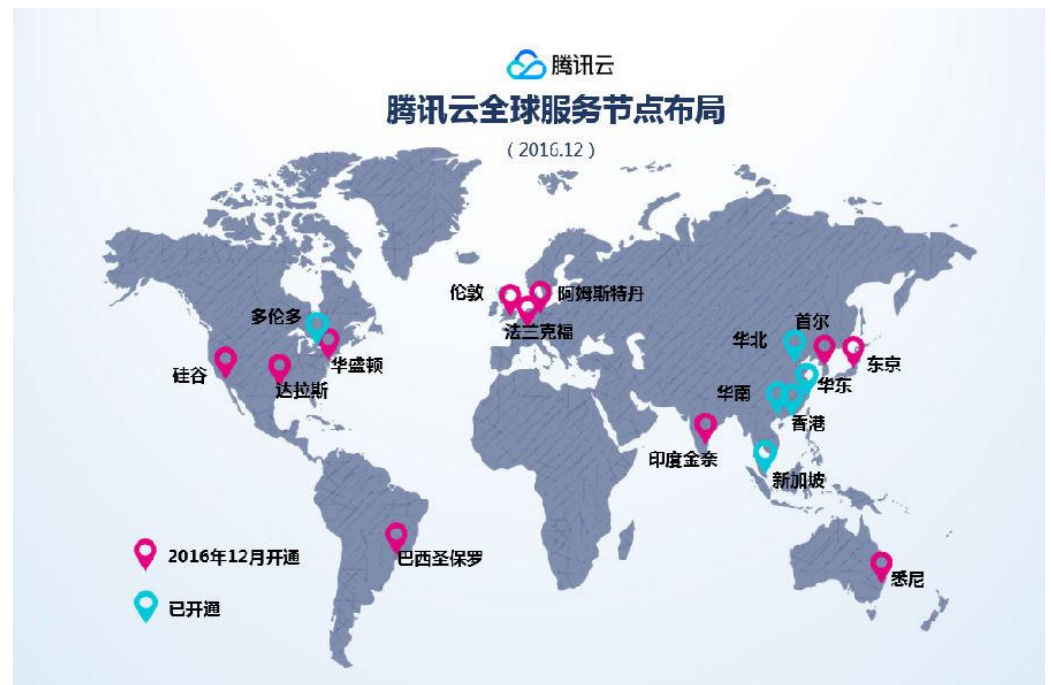 腾讯云
腾讯云全球服务节点布局
(2016.12)
伦敦
阿姆斯特丹
法兰克福
多伦多
华盛顿
硅谷
达拉斯
首尔
华北
东京
华东
华南
香港
印度金奈
新加坡
巴西圣保罗
悉尼
2016年12月开通
已开通